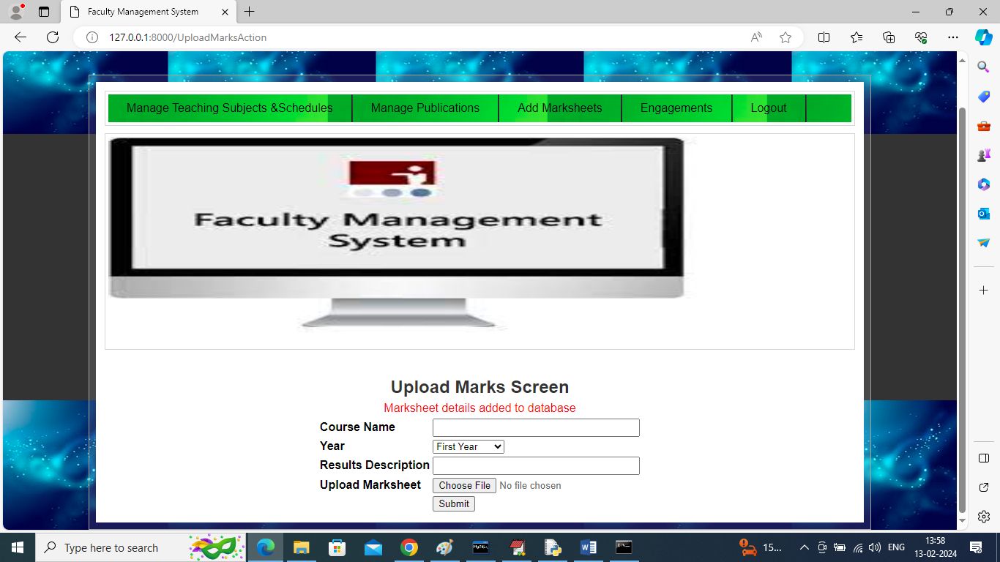 Faculty Management System
127.0.0.1:8000/UploadMarksAction
Manage Teaching Subjects &Schedules Manage Publications Add Marksheets Engagements Logout
Faculty Management
System
Upload Marks Screen
Marksheet details added to database
Course Name
Year First Year
Results Description
Upload Marksheet Choose File No file chosen
Submit
Type here to search
15...
ENG
13:58
13-02-2024